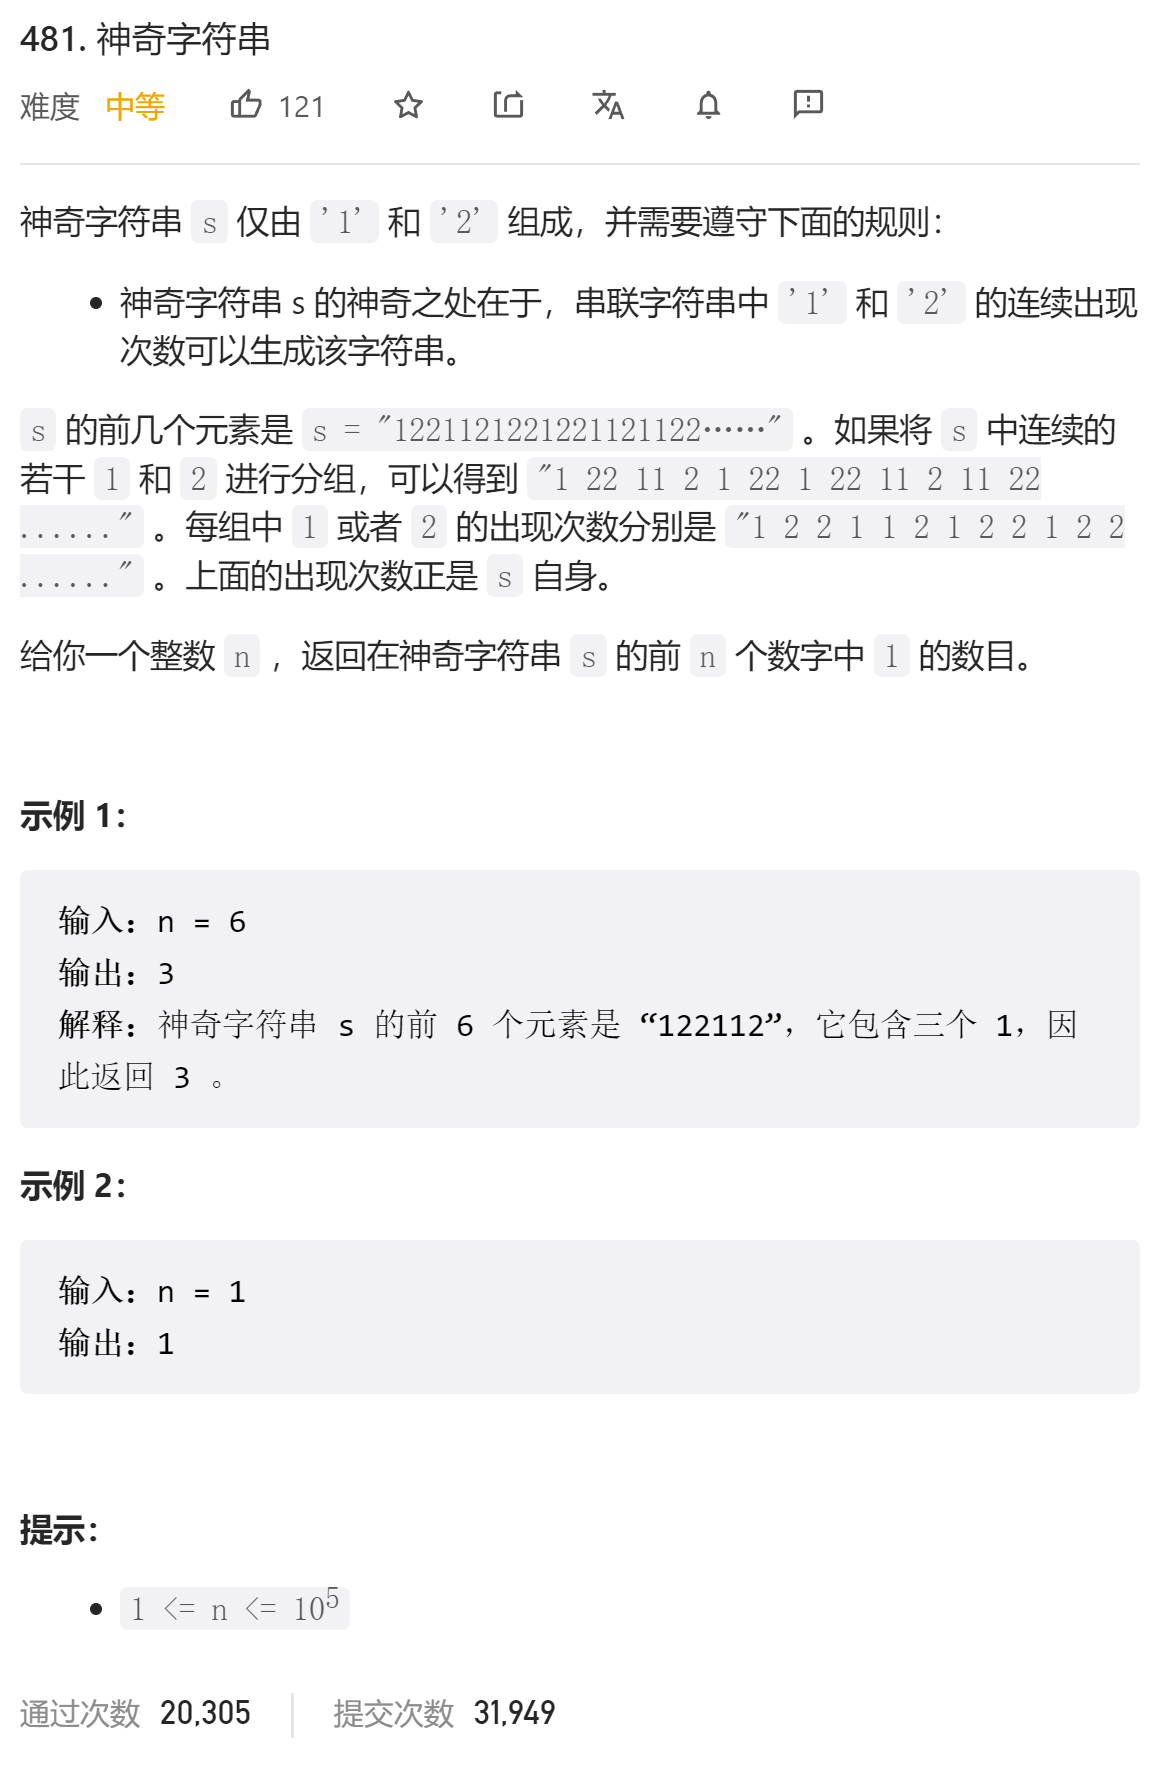 481. 神奇字符串
难度 中等 121
神奇字符串 s 仅由 '1' 和 '2' 组成，并需要遵守下面的规则：
• 神奇字符串 s 的神奇之处在于，串联字符串中 '1' 和 '2' 的连续出现
次数可以生成该字符串。
s 的前几个元素是 s = "1221121221221121122……" 。如果将 s 中连续的
若干 1 和 2 进行分组，可以得到 "1 22 11 2 1 22 1 22 11 2 11 22
......" 。每组中 1 或者 2 的出现次数分别是 "1 2 2 1 1 2 1 2 2 1 2 2
......" 。上面的出现次数正是 s 自身。
给你一个整数 n ，返回在神奇字符串 s 的前 n 个数字中 1 的数目。
示例 1：
输入：n = 6
输出：3
解释：神奇字符串 s 的前 6 个元素是 “122112”，它包含三个 1，因
此返回 3 。
示例 2：
输入：n = 1
输出：1
提示：
• 1 <= n <= 10⁵
通过次数 20,305 提交次数 31,949